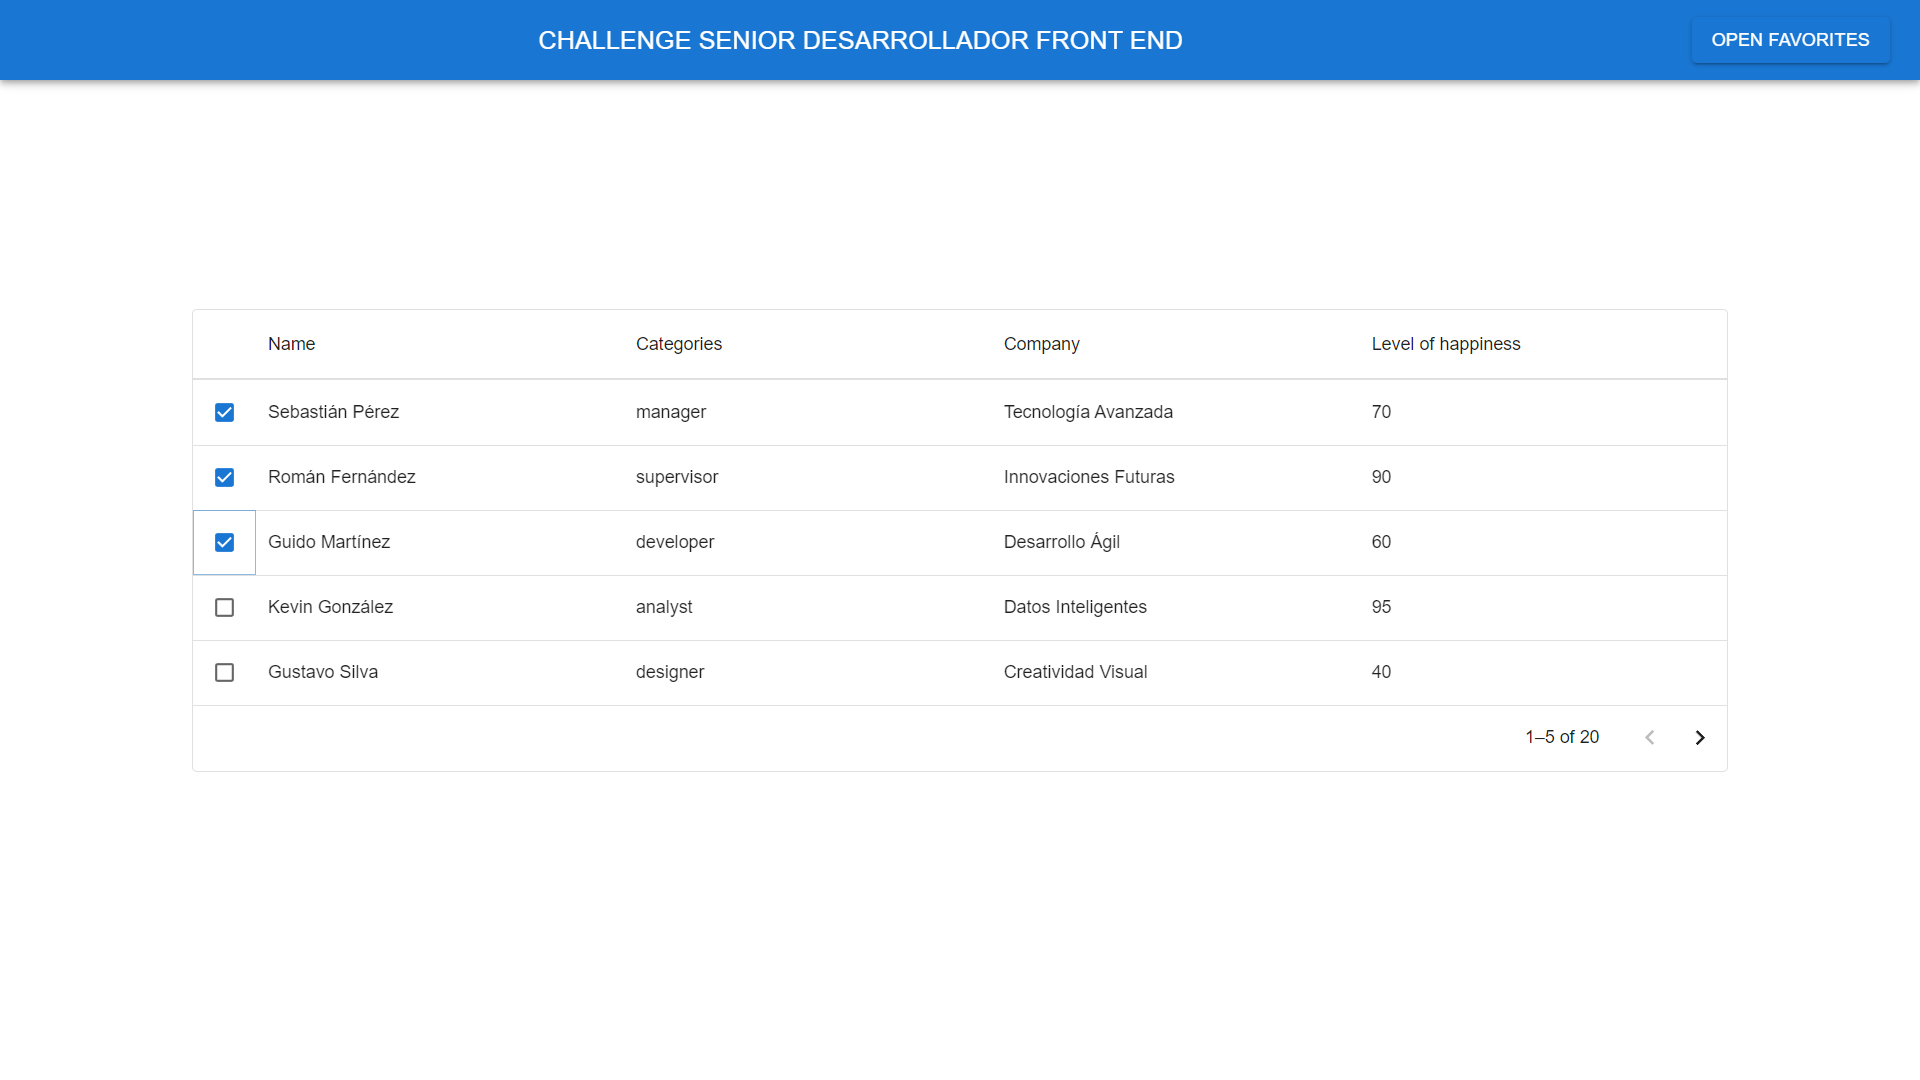 CHALLENGE SENIOR DESARROLLADOR FRONT END
OPEN FAVORITES
Name Categories Company Level of happiness
Sebastián Pérez manager Tecnología Avanzada 70
Román Fernández supervisor Innovaciones Futuras 90
Guido Martínez developer Desarrollo Ágil 60
Kevin González analyst Datos Inteligentes 95
Gustavo Silva designer Creatividad Visual 40
1–5 of 20